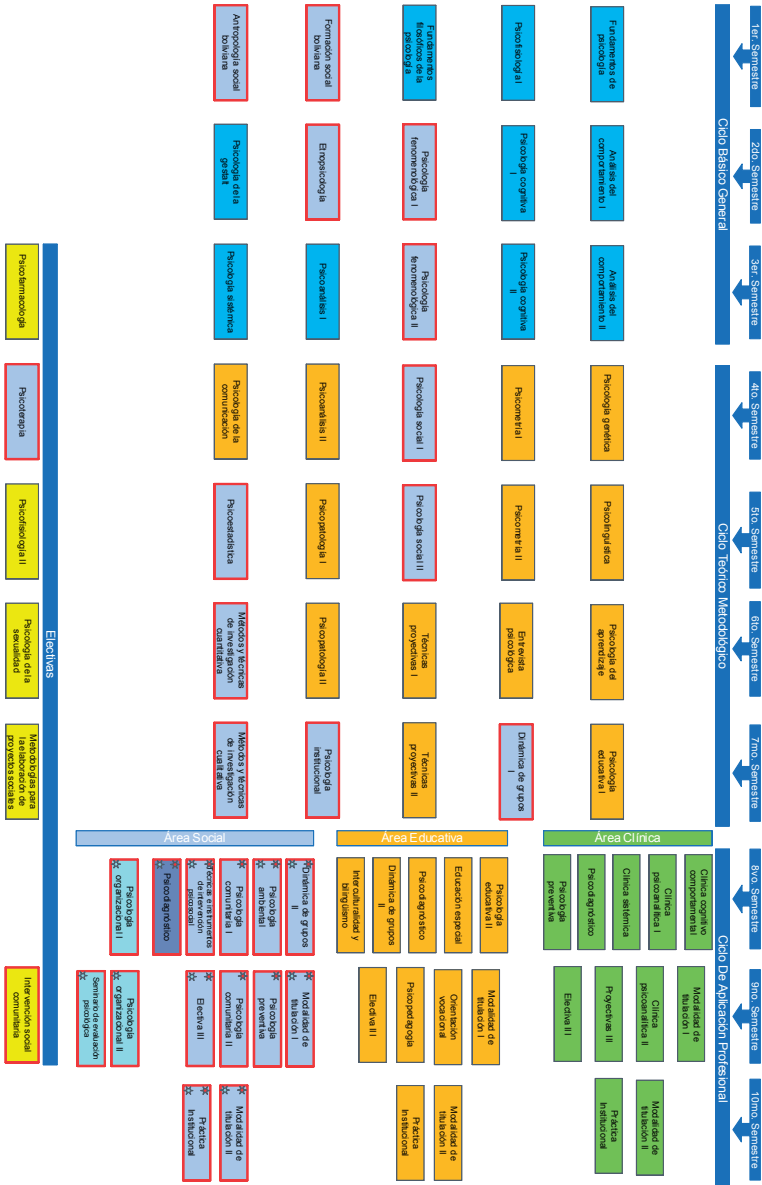 1er. Semestre
2do. Semestre
3er. Semestre
4to. Semestre
5to. Semestre
6to. Semestre
7mo. Semestre
8vo. Semestre
9no. Semestre
10mo. Semestre
Ciclo Básico General
Ciclo Teórico Metodológico
Ciclo De Aplicación Profesional
Fundamentos de
psicología
Psicofisiología I
Fundamentos
filosóficos de la
psicología
Formación social
boliviana
Antropología social
boliviana
Análisis del
comportamiento I
Psicología cognitiva
I
Psicología
fenomenológica I
Etnopsicología
Psicología de la
gestalt
Análisis del
comportamiento II
Psicología cognitiva
II
Psicología
fenomenológica II
Psicoanálisis I
Psicología sistémica
Psicología genética
Psicometría I
Psicología social I
Psicoanálisis II
Psicología de la
comunicación
Psicolinguística
Psicometría II
Psicología social II
Psicopatología I
Psicoestadística
Psicología del
aprendizaje
Entrevista
psicológica
Técnicas
proyectivas I
Psicopatología II
Métodos y técnicas
de investigación
cuantitativa
Psicología
educativa I
Dinámica de grupos
I
Técnicas
proyectivas II
Psicología
institucional
Métodos y técnicas
de investigación
cualitativa
Área Clínica
Clínica cognitivo
comportamental
Clínica
psicoanalítica I
Clínica sistémica
Psicodiagnóstico
Psicología
preventiva
Modalidad de
titulación I
Clínica
psicoanalítica II
Proyectivas III
Electiva III
Modalidad de
titulación II
Práctica
Institucional
Área Educativa
Psicología
educativa II
Educación especial
Psicodiagnóstico
Dinámica de grupos
II
Interculturalidad y
bilingüismo
Modalidad de
titulación I
Orientación
vocacional
Psicopedagogía
Electiva III
Modalidad de
titulación II
Práctica
Institucional
Área Social
Dinámica de grupos
II
Psicología
ambiental
Psicología
comunitaria I
Técnicas e instrumentos
de intervención
psicosonal
Psicodiagnóstico
Psicología
organizacional I
Modalidad de
titulación I
Psicología
preventiva
Psicología
comunitaria II
Electiva III
Psicología
organizacional II
Seminario de evaluación
psicológica
Modalidad de
titulación II
Práctica
Institucional
Electivas
Psicofarmacología
Psicoterapia
Psicofisiología II
Psicología de la
sexualidad
Metodologías para
la elaboración de
proyectos sociales
Intervención social
comunitaria